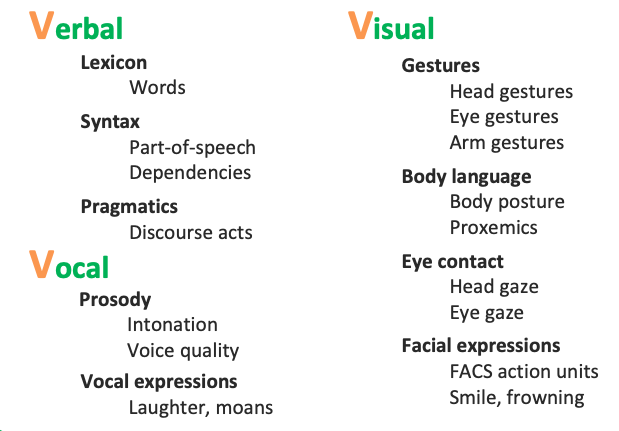 Verbal
Lexicon
Words
Syntax
Part-of-speech
Dependencies
Pragmatics
Discourse acts
Vocal
Prosody
Intonation
Voice quality
Vocal expressions
Laughter, moans
Visual
Gestures
Head gestures
Eye gestures
Arm gestures
Body language
Body posture
Proxemics
Eye contact
Head gaze
Eye gaze
Facial expressions
FACS action units
Smile, frowning